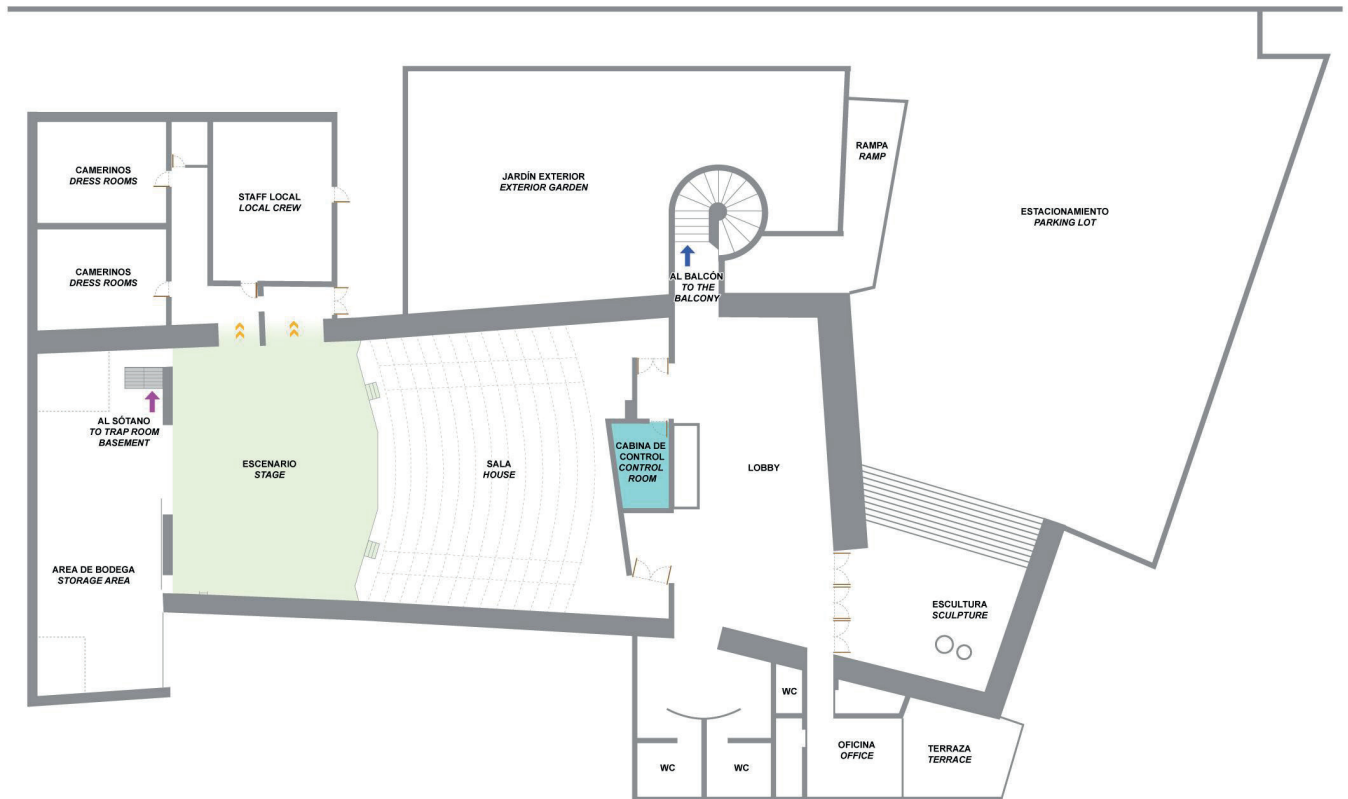 CAMERINOS
DRESS ROOMS
STAFF LOCAL
LOCAL CREW
CAMERINOS
DRESS ROOMS
JARDÍN EXTERIOR
EXTERIOR GARDEN
RAMPA
RAMP
ESTACIONAMIENTO
PARKING LOT
AL BALCÓN
TO THE
BALCONY
AL SÓTANO
TO TRAP ROOM
BASEMENT
ESCENARIO
STAGE
SALA
HOUSE
CABINA DE
CONTROL
CONTROL
ROOM
LOBBY
AREA DE BODEGA
STORAGE AREA
ESCULTURA
SCULPTURE
WC
WC
WC
OFICINA
OFFICE
TERRAZA
TERRACE